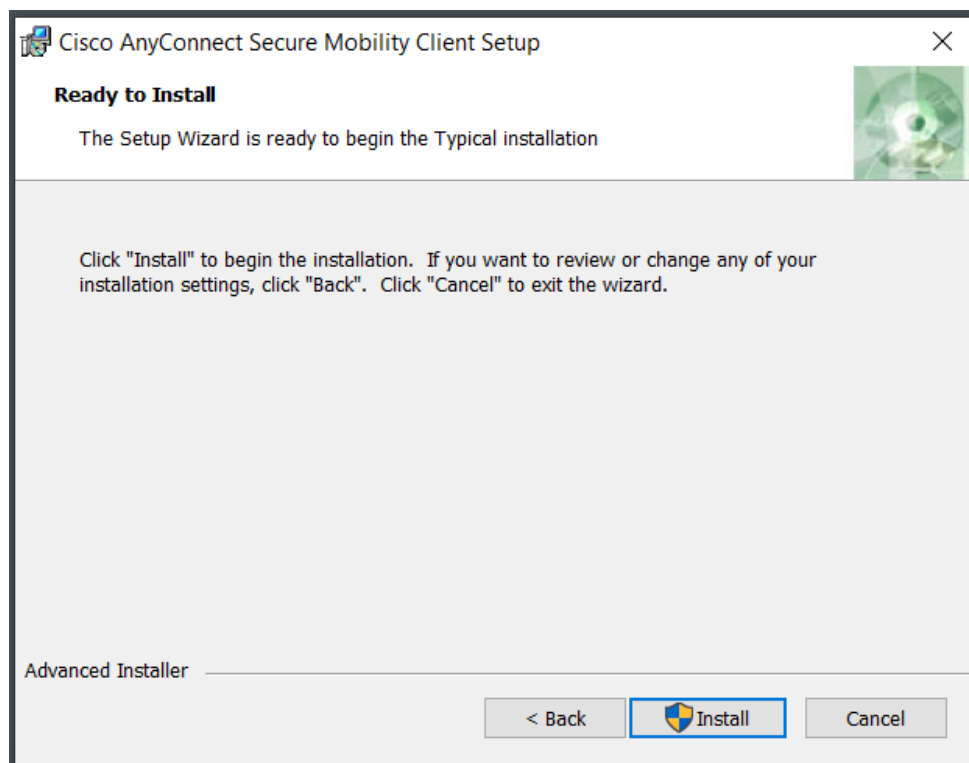 Cisco AnyConnect Secure Mobility Client Setup
Ready to Install
The Setup Wizard is ready to begin the Typical installation
Click "Install" to begin the installation.  If you want to review or change any of your
installation settings, click "Back".  Click "Cancel" to exit the wizard.
Advanced Installer
< Back
Install
Cancel